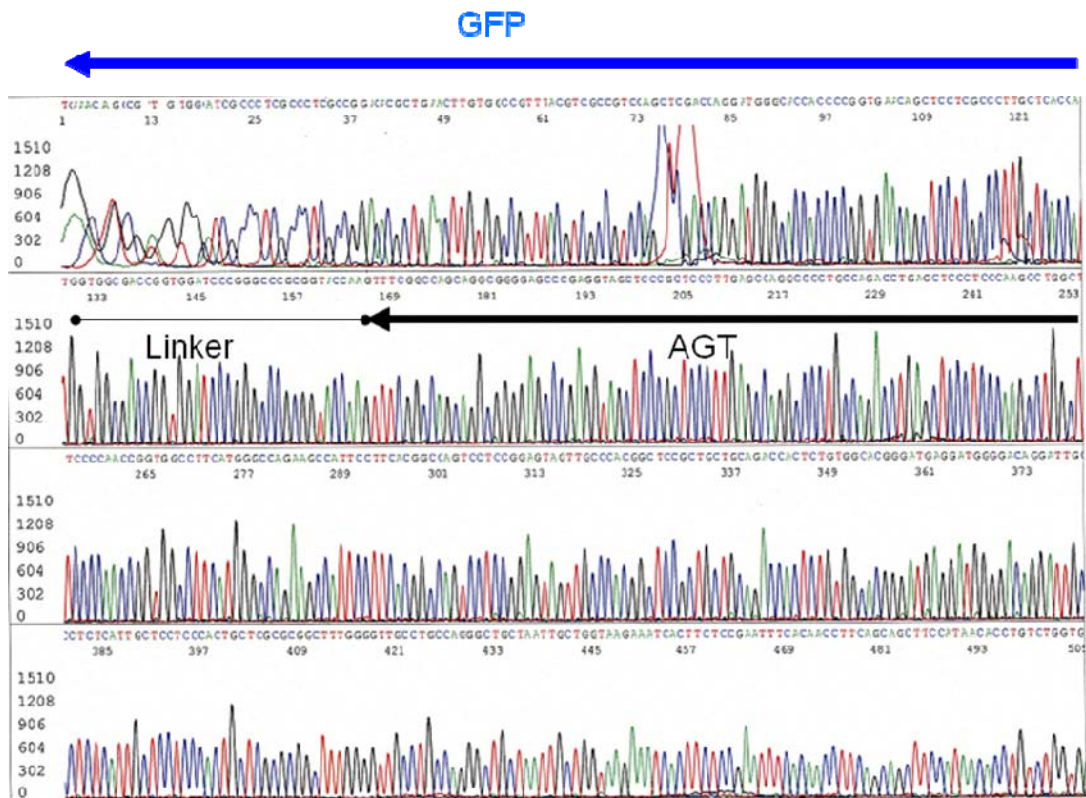 GFP
1 13 25 37 49 61 73 85 97 109 121
1510
1208
906
604
302
0
TGGTGGCGACCGGTGGATCCCGGGCCCGCGGTACCAAGTTTCGCCAGCAGGCGGGGAGCCCGAGGTAGCTCCCGCTCCCTTGAGCCAGCCCCCTGCCAGACCTGAGCTCCCTCCCAAGCCTGGCT
133 145 157 169 181 193 205 217 229 241 253
1510
1208
906
604
302
0
Linker
AGT
TCCCCAACCGGTGGCCTTCATGGGCCAGAAGCCATTCCTTCACGGCCAGTCCTCCGGAGTAGTTGCCCACGGCTCCGCTGCTGCAGACCACTCTGTGGCACGGGATGAGGATGGGGACAGGATTG
265 277 289 301 313 325 337 349 361 373
1510
1208
906
604
302
0
CTCTCATTGCTCCTCCCACTGCTCGCGCGGCTTTGGGGTTGCCTGCCACGGCTGCTAATTGCTGGTAAGAAATCACTTCTCCGAATTTCACAACCTTCAGCAGCTTCCATAACACCTGTCTGGTG
385 397 409 421 433 445 457 469 481 493 505
1510
1208
906
604
302
0